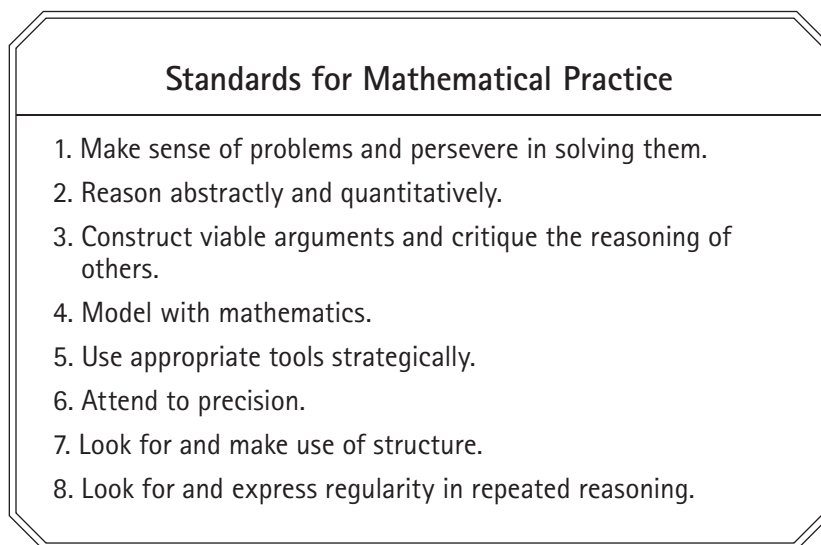 Standards for Mathematical Practice
1. Make sense of problems and persevere in solving them.
2. Reason abstractly and quantitatively.
3. Construct viable arguments and critique the reasoning of
others.
4. Model with mathematics.
5. Use appropriate tools strategically.
6. Attend to precision.
7. Look for and make use of structure.
8. Look for and express regularity in repeated reasoning.